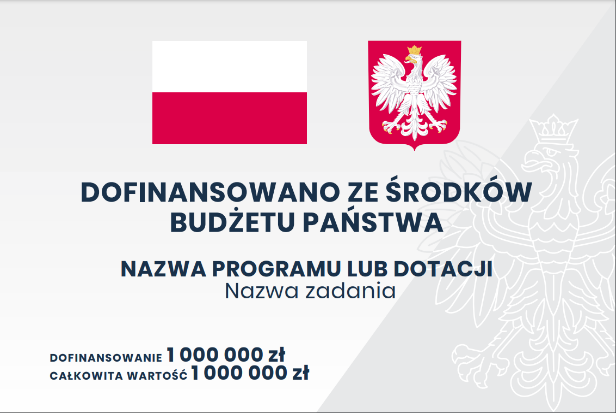 DOFINANSOWANO ZE ŚRODKÓW
BUDŻETU PAŃSTWA
NAZWA PROGRAMU LUB DOTACJI
Nazwa zadania
DOFINANSOWANIE 1 000 000 zł
CAŁKOWITA WARTOŚĆ 1 000 000 zł